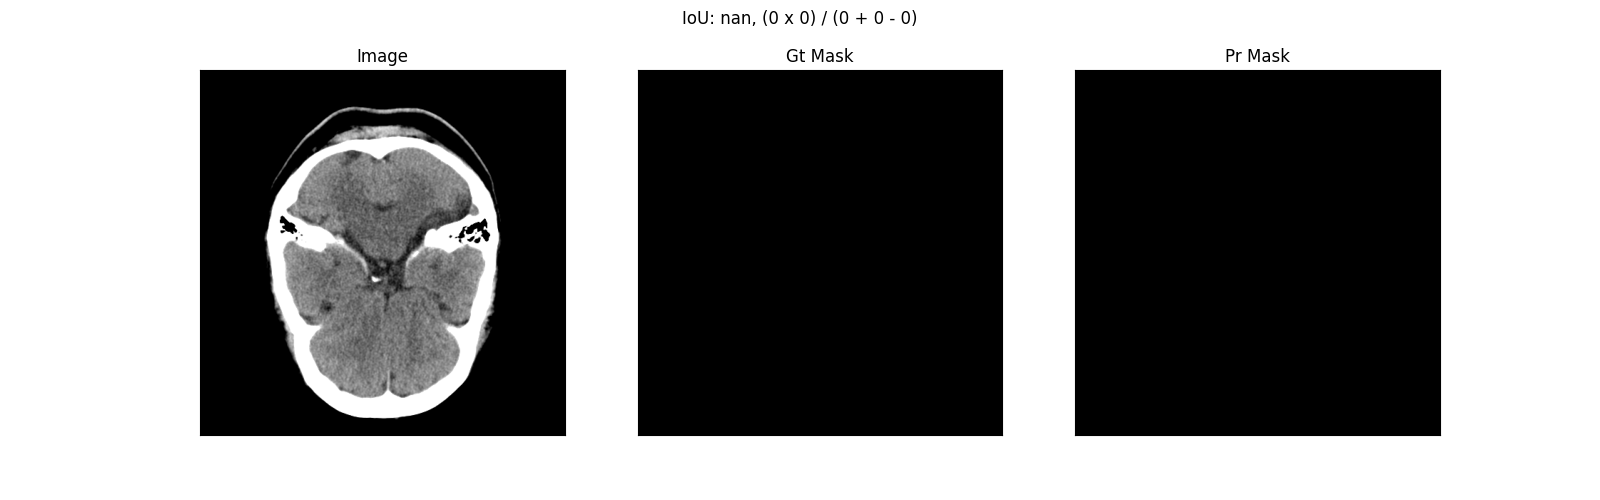 IoU: nan, (0 x 0) / (0 + 0 - 0)
Image
Gt Mask
Pr Mask